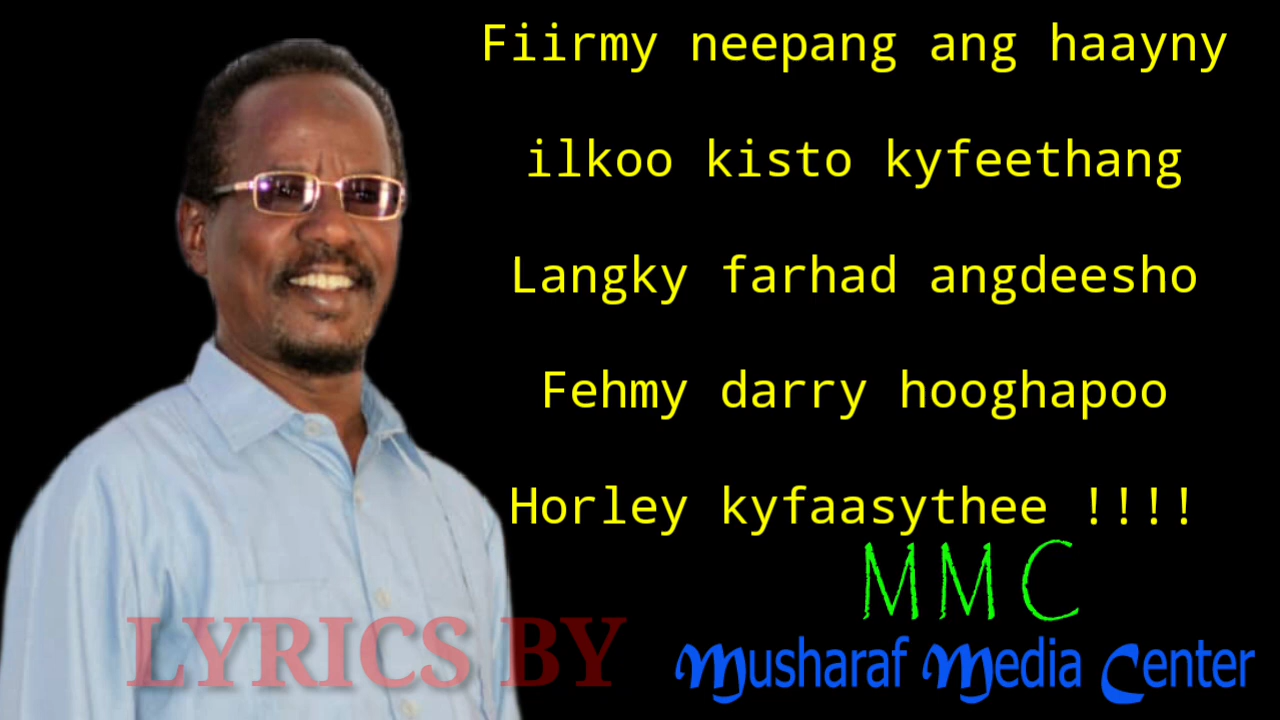 Fiirmy neepang ang haayny
ilkoo kisto kyfeethang
Langky farhad angdeesho
Fehmy darry hooghapoo
Horley kyfaasythee !!!!
MMC
LYRICS BY
Musharaf Media Center